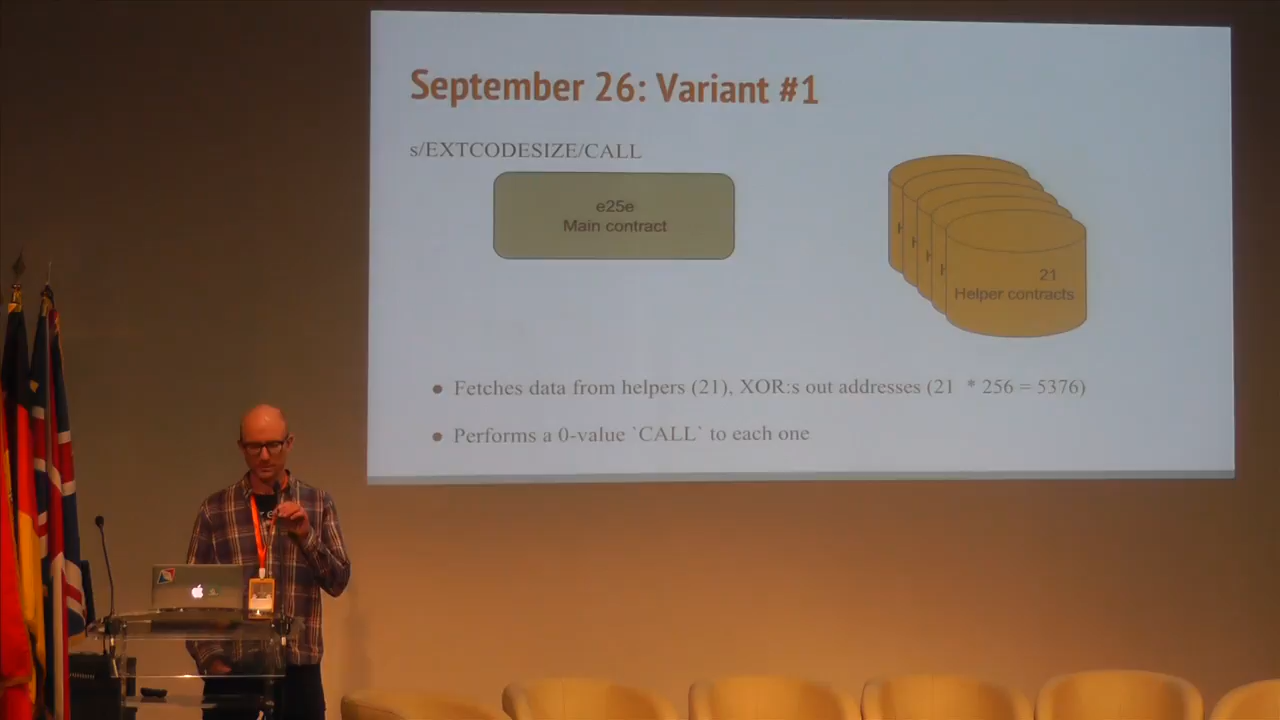 September 26: Variant #1
s/EXTCODESIZE/CALL
e25e
Main contract
H
H
H
H
21
Helper contracts
● Fetches data from helpers (21), XOR:s out addresses (21 * 256 = 5376)
● Performs a 0-value `CALL` to each one